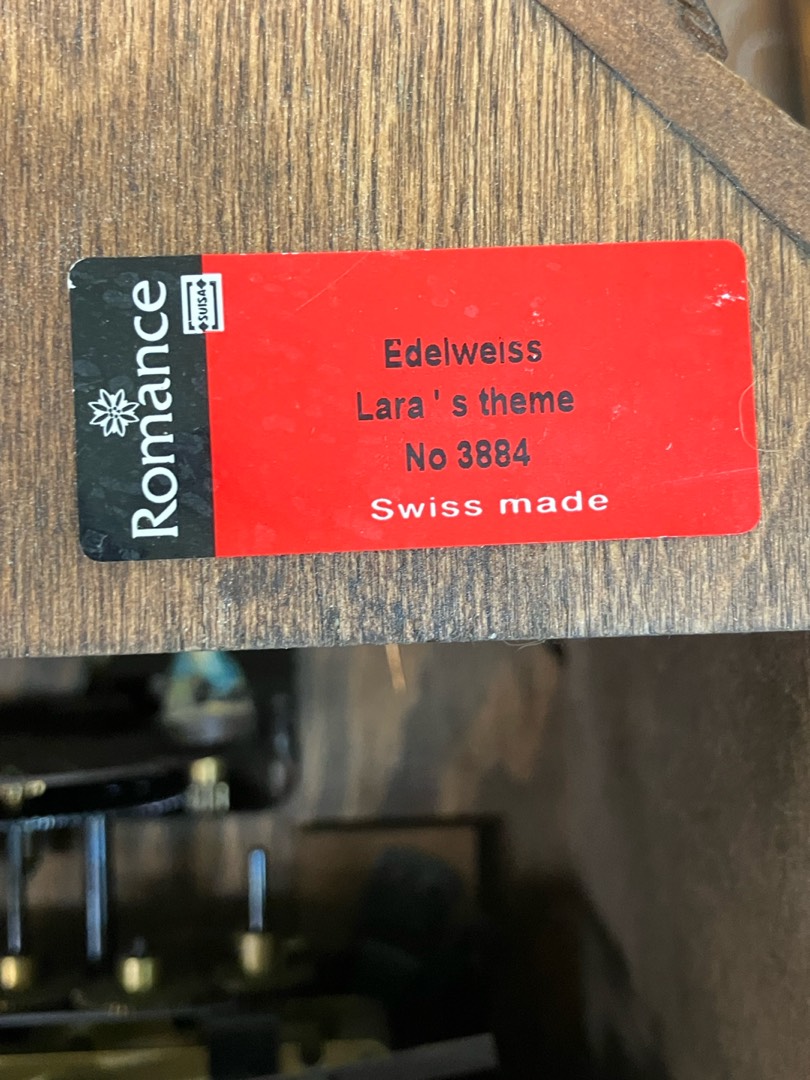 Romance
SUISA
Edelweiss
Lara ' s theme
No 3884
Swiss made